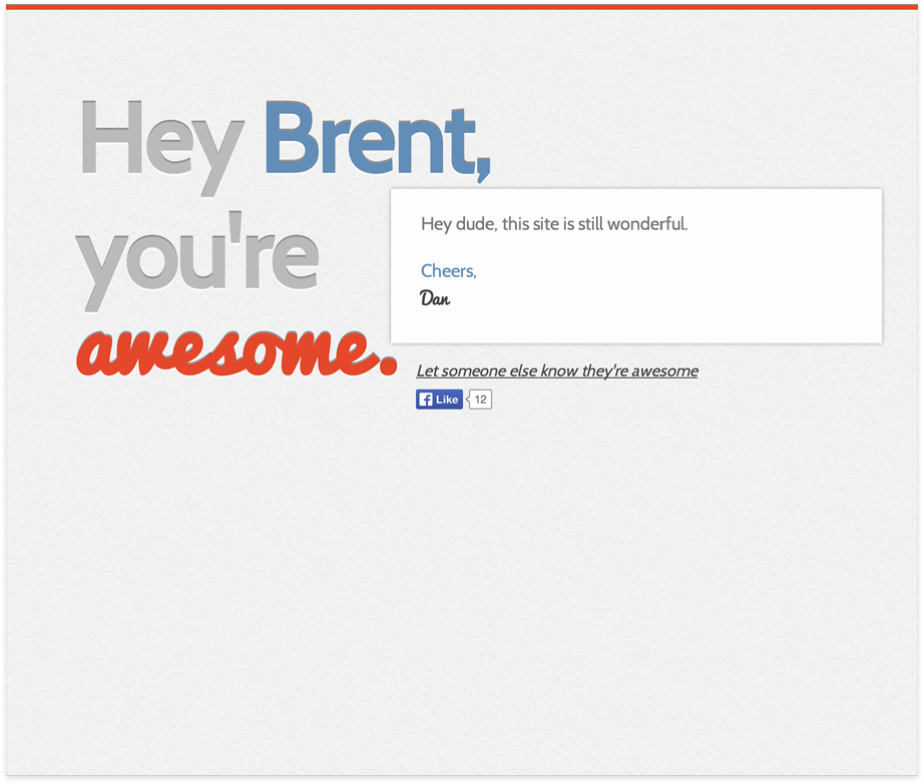 Hey Brent,
you're
awesome.
Hey dude, this site is still wonderful.
Cheers,
Dan
Let someone else know they're awesome
Like 12